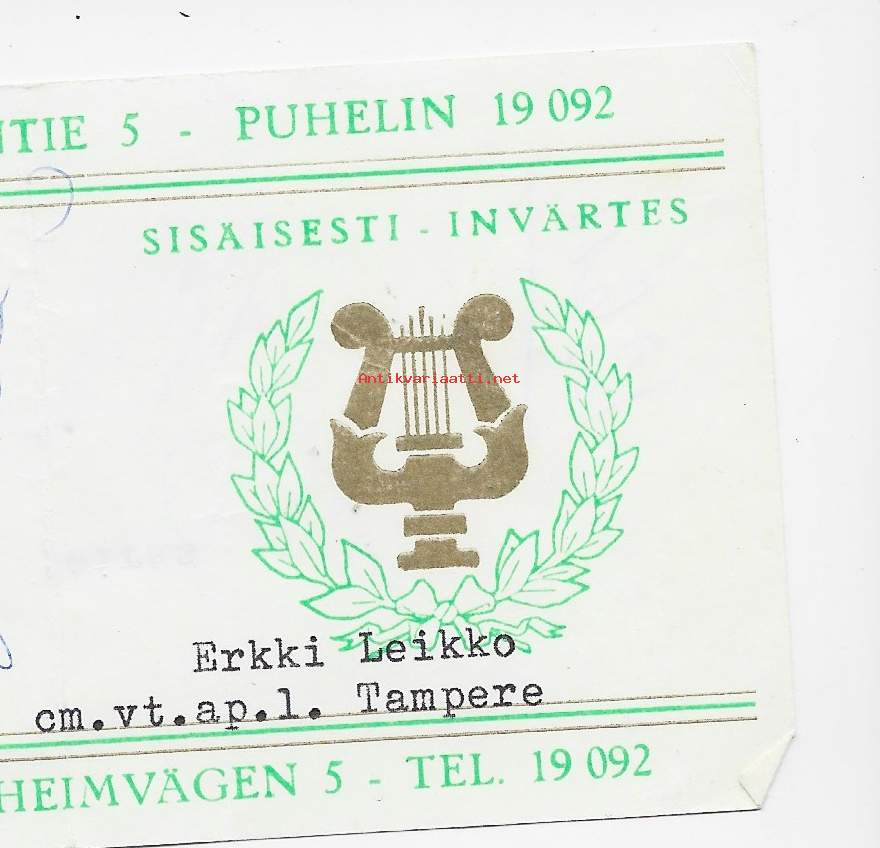 NTIE 5 - PUHELIN 19 092
SISÄISESTI - INVÄRTES
Antikvariaatti.net
Erkki Leikko
cm.vt.ap.l. Tampere
HEIMVÄGEN 5 - TEL. 19 092